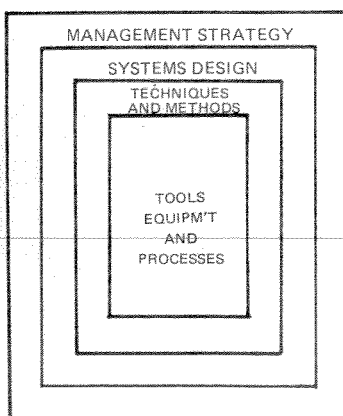 MANAGEMENT STRATEGY
SYSTEMS DESIGN
TECHNIQUES
AND METHODS
TOOLS
EQUIPM'T
AND
PROCESSES